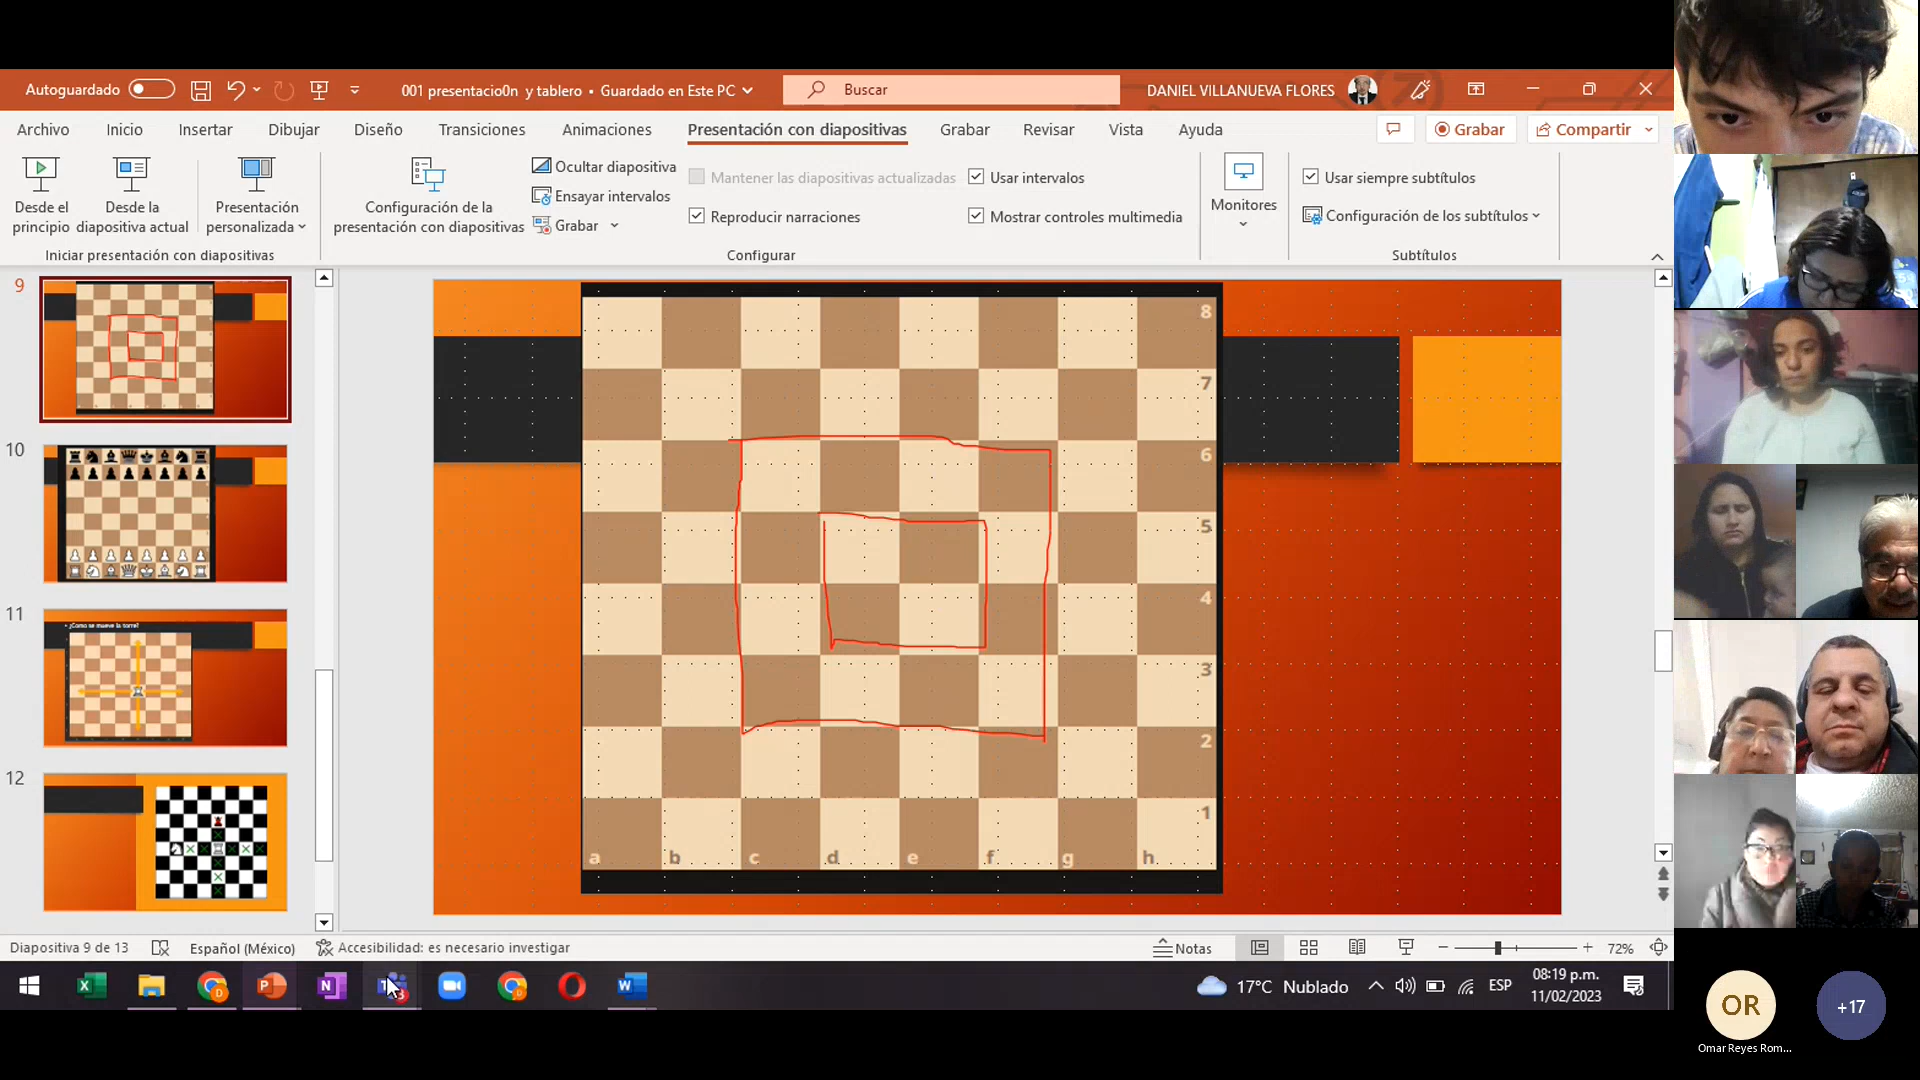 Autoguardado
001 presentacio0n y tablero • Guardado en Este PC
Buscar
DANIEL VILLANUEVA FLORES
Archivo Inicio Insertar Dibujar Diseño Transiciones Animaciones Presentación con diapositivas Grabar Revisar Vista Ayuda
Grabar
Compartir
Desde el principio
Desde la diapositiva actual
Presentación personalizada
Iniciar presentación con diapositivas
Configuración de la presentación con diapositivas
Ocultar diapositiva
Ensayar intervalos
Grabar
Mantener las diapositivas actualizadas
Reproducir narraciones
Usar intervalos
Mostrar controles multimedia
Configurar
Monitores
Usar siempre subtítulos
Configuración de los subtítulos
Subtítulos
9
10
11
¿Como se mueve la torre?
12
8
7
6
5
4
3
2
1
a b c d e f g h
Diapositiva 9 de 13
Español (México)
Accesibilidad: es necesario investigar
Notas
72%
17°C Nublado
ESP
08:19 p.m.
11/02/2023
OR
Omar Reyes Rom...
+17